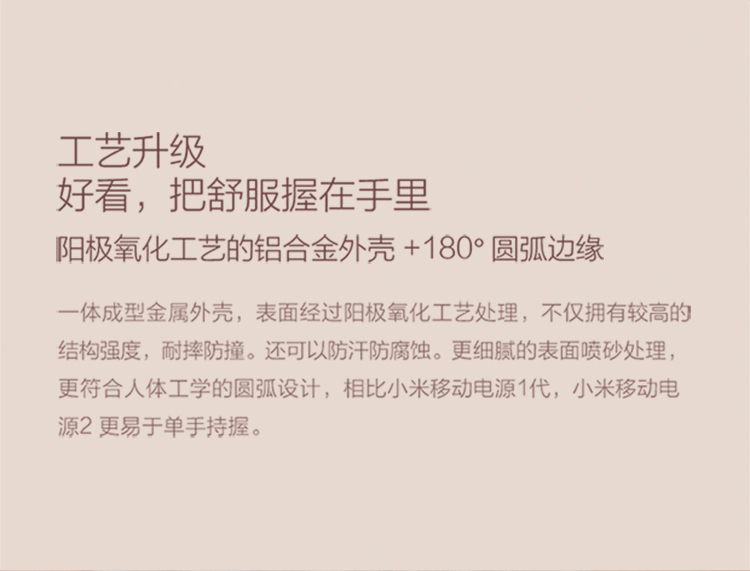 工艺升级
好看，把舒服握在手里
阳极氧化工艺的铝合金外壳 +180° 圆弧边缘
一体成型金属外壳，表面经过阳极氧化工艺处理，不仅拥有较高的
结构强度，耐摔防撞。还可以防汗防腐蚀。更细腻的表面喷砂处理，
更符合人体工学的圆弧设计，相比小米移动电源1代，小米移动电
源2 更易于单手持握。